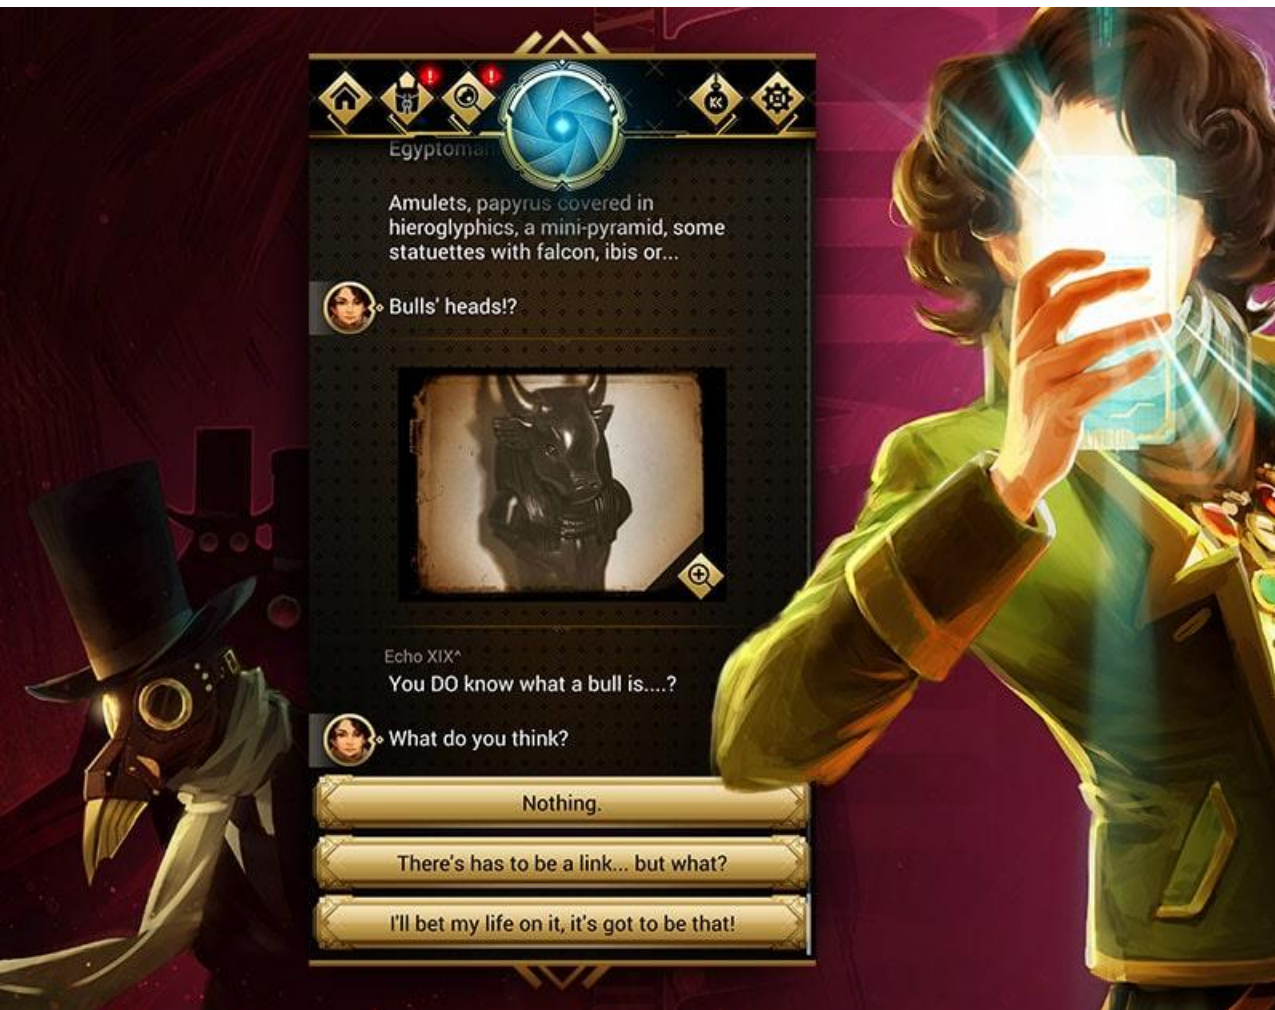 Amulets, papyrus covered in
hieroglyphics, a mini-pyramid, some
statuettes with falcon, ibis or...
Bulls' heads!?
Echo XIX^
You DO know what a bull is....?
What do you think?
Nothing.
There's has to be a link... but what?
I'll bet my life on it, it's got to be that!